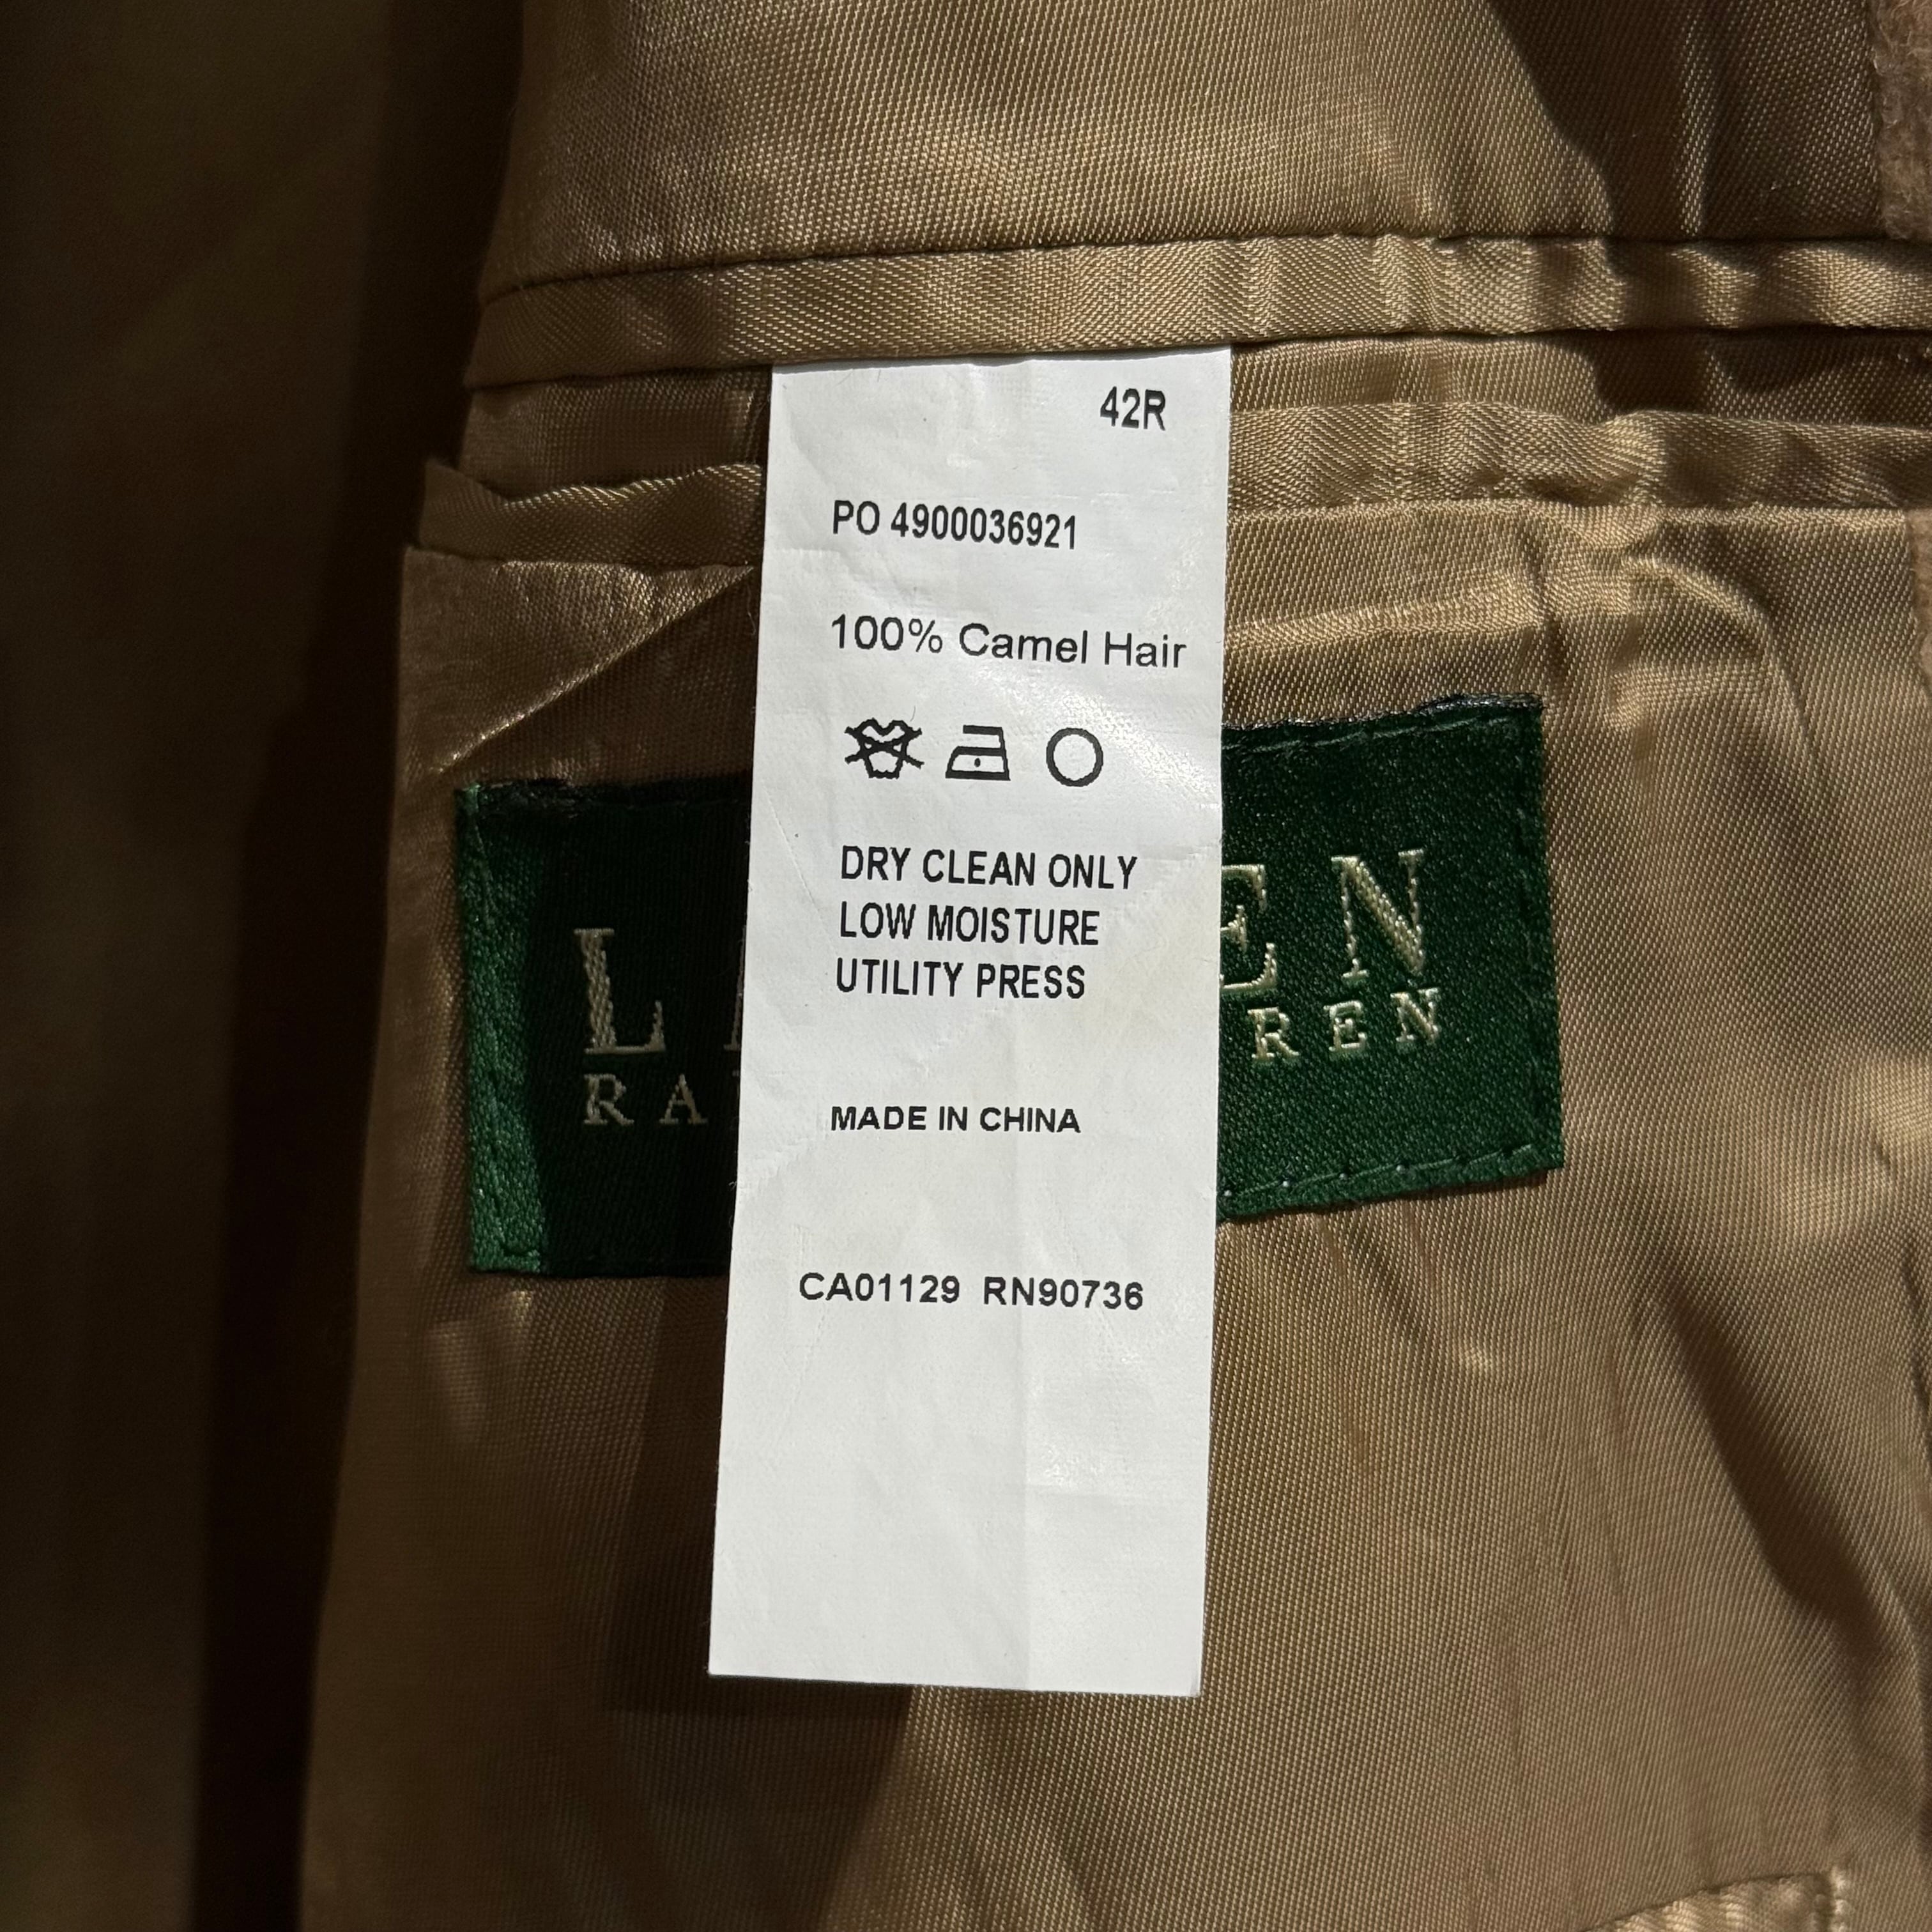 42R
PO 4900036921
100% Camel Hair
DRY CLEAN ONLY
LOW MOISTURE
UTILITY PRESS
MADE IN CHINA
CA01129 RN90736